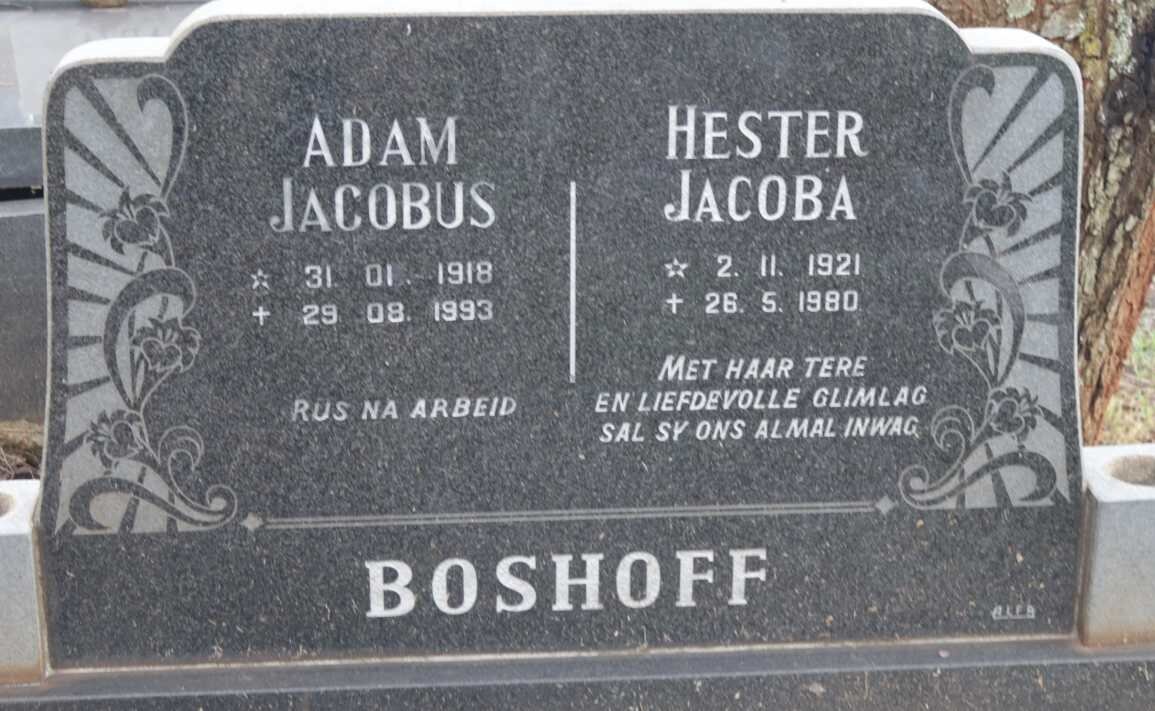 ADAM
JACOBUS
☆ 31. 01. 1918
✝ 29 08. 1993
RUS NA ARBEID
HESTER
JACOBA
☆ 2. 11. 1921
✝ 26. 5. 1980
MET HAAR TERE
EN LIEFDEVOLLE GLIMLAG
SAL SY ONS ALMAL INWAG
BOSHOFF
ALFA